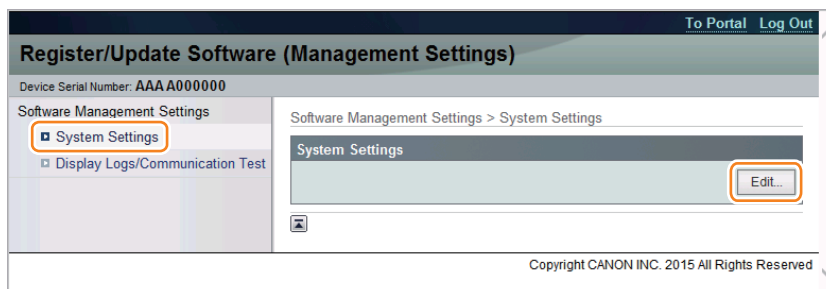 To Portal Log Out
Register/Update Software (Management Settings)
Device Serial Number: AAA A000000
Software Management Settings
System Settings
Display Logs/Communication Test
Software Management Settings > System Settings
System Settings
Edit...
Copyright CANON INC. 2015 All Rights Reserved